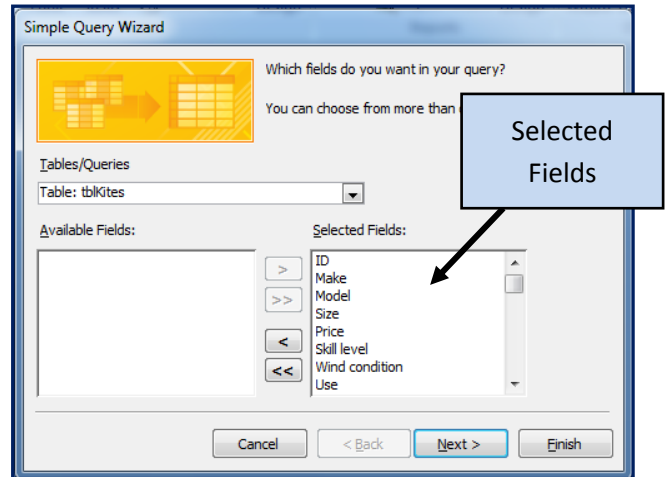 Simple Query Wizard
Which fields do you want in your query?
You can choose from more than
Selected
Fields
Tables/Queries
Table: tblKites
Available Fields:
Selected Fields:
ID
Make
Model
Size
Price
Skill level
Wind condition
Use
>
>>
<
<<
Cancel
< Back
Next >
Finish